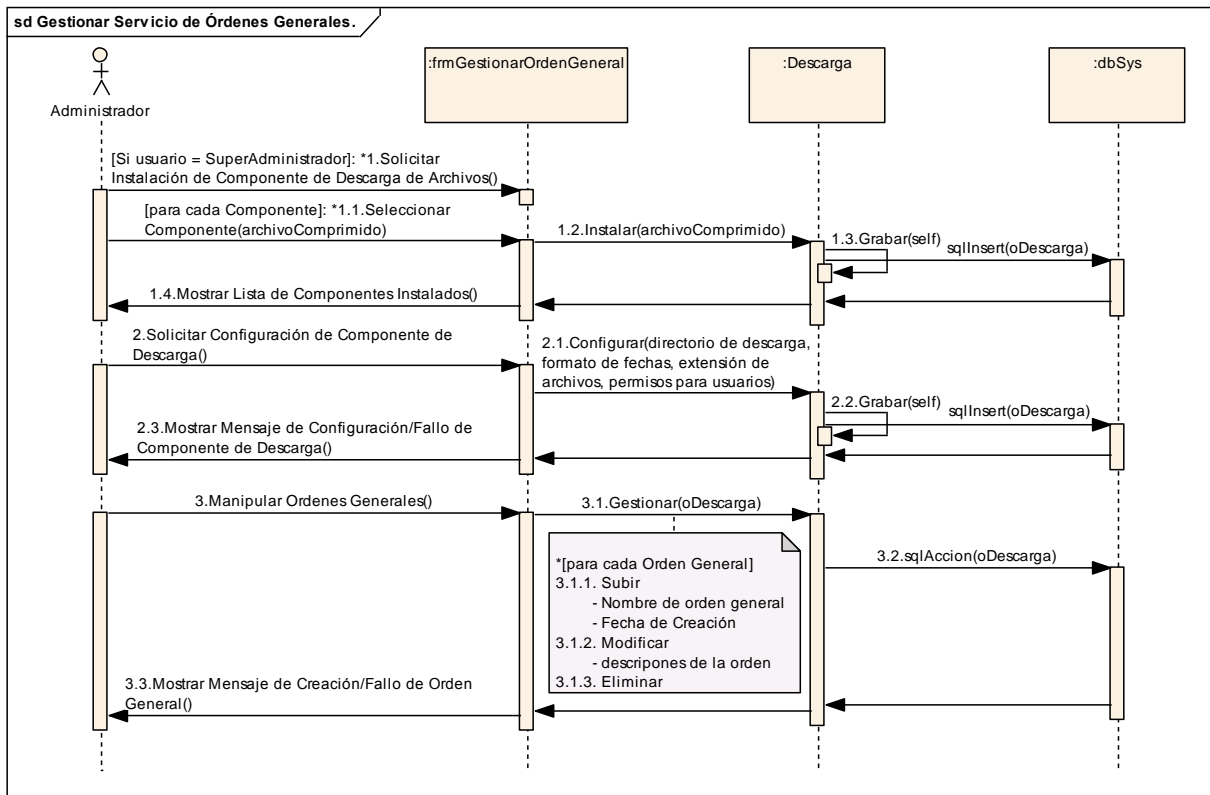 sd Gestionar Servicio de Órdenes Generales.
Administrador
:frmGestionarOrdenGeneral
:Descarga
:dbSys
[Si usuario = SuperAdministrador]: *1.Solicitar
Instalación de Componente de Descarga de Archivos()
[para cada Componente]: *1.1.Seleccionar
Componente(archivoComprimido)
1.2.Instalar(archivoComprimido)
1.3.Grabar(self)
sqlInsert(oDescarga)
1.4.Mostrar Lista de Componentes Instalados()
2.Solicitar Configuración de Componente de
Descarga()
2.1.Configurar(directorio de descarga,
formato de fechas, extensión de
archivos, permisos para usuarios)
2.2.Grabar(self)
sqlInsert(oDescarga)
2.3.Mostrar Mensaje de Configuración/Fallo de
Componente de Descarga()
3.Manipular Ordenes Generales()
3.1.Gestionar(oDescarga)
*[para cada Orden General]
3.1.1. Subir
- Nombre de orden general
- Fecha de Creación
3.1.2. Modificar
- descripones de la orden
3.1.3. Eliminar
3.2.sqlAccion(oDescarga)
3.3.Mostrar Mensaje de Creación/Fallo de Orden
General()